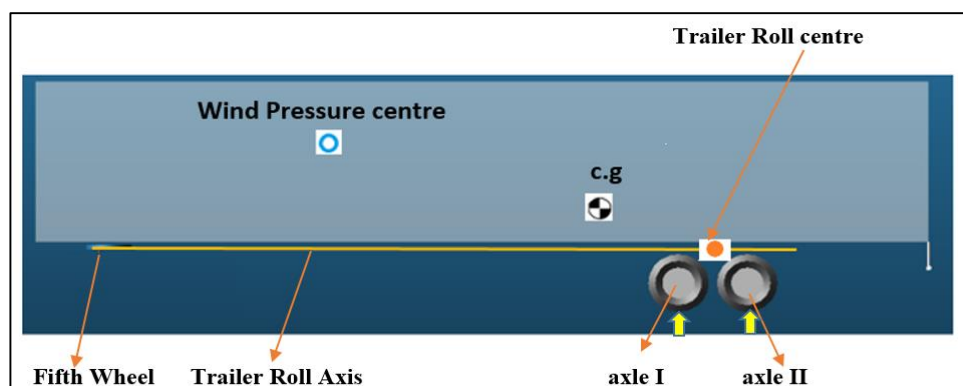 Trailer Roll centre
Wind Pressure centre
c.g
Fifth Wheel
Trailer Roll Axis
axle I
axle II